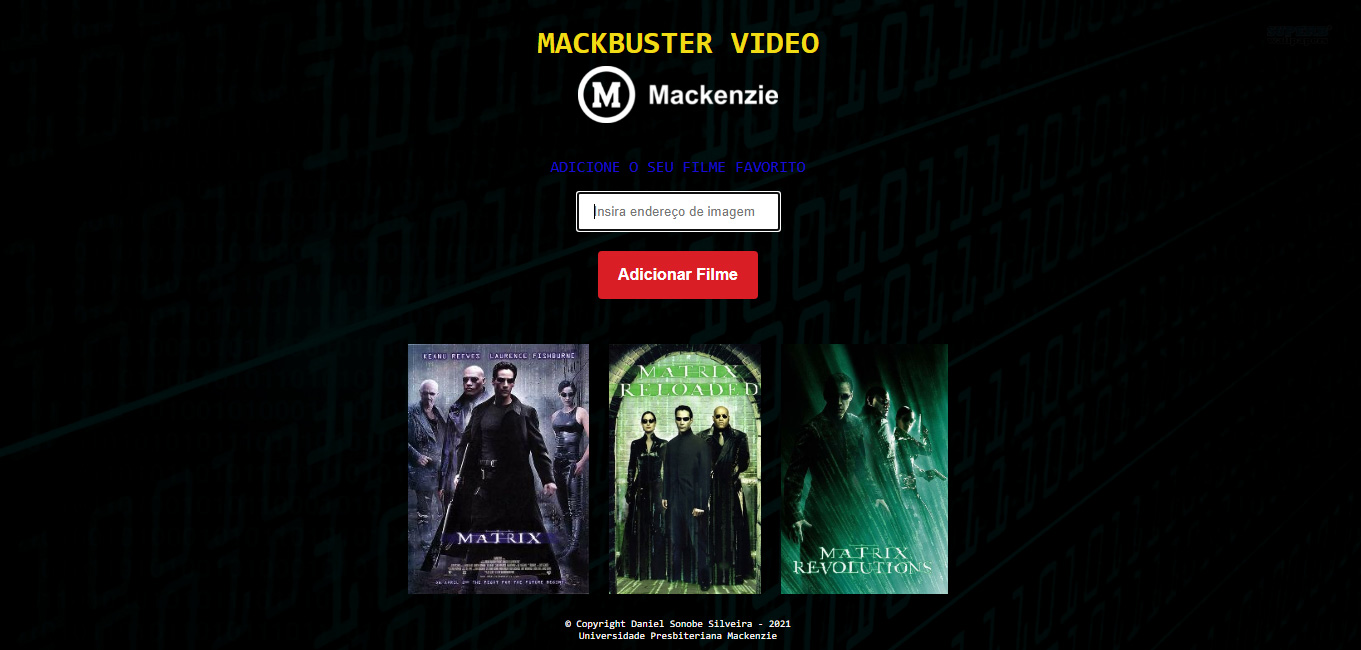 MACKBUSTER VIDEO
M Mackenzie
ADICIONE O SEU FILME FAVORITO
Insira endereço de imagem
Adicionar Filme
KEANU REEVES LAURENCE FISHBURNE
MATRIX
MATRIX
RELOADED
MATRIX
REVOLUTIONS
© Copyright Daniel Sonobe Silveira - 2021
Universidade Presbiteriana Mackenzie